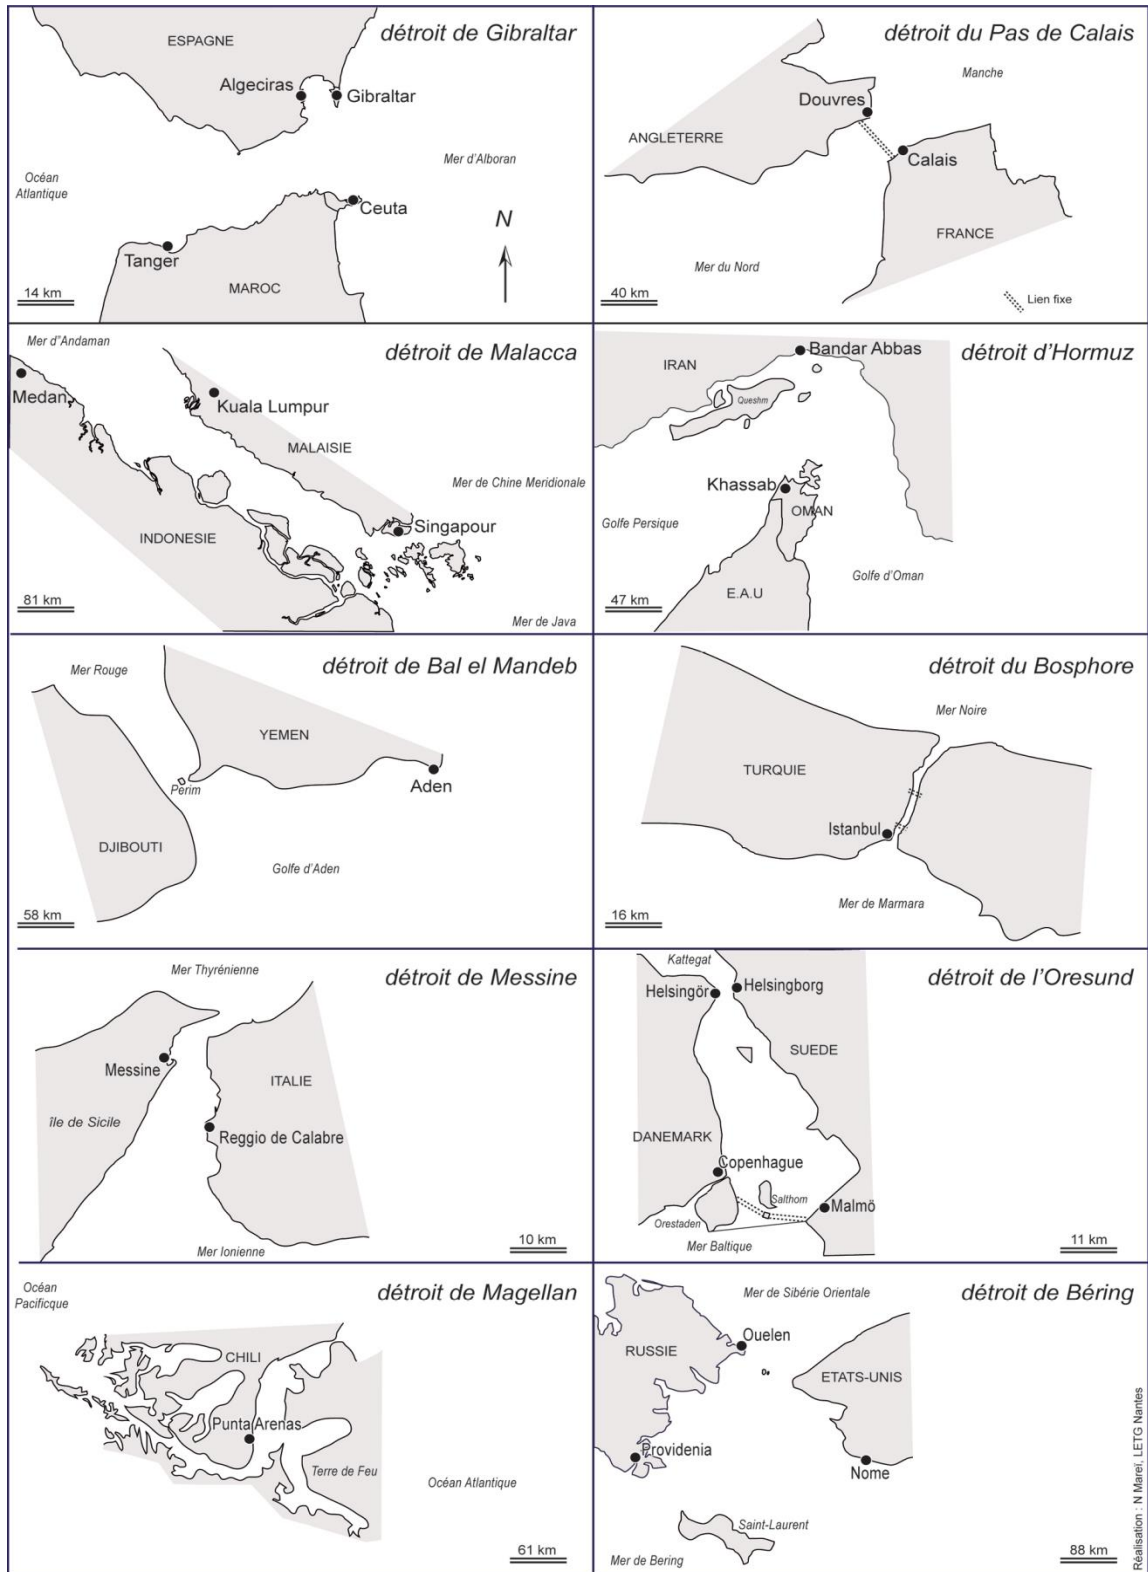 détroit de Gibraltar
ESPAGNE
Algeciras
Gibraltar
Mer d'Alboran
Océan
Atlantique
Ceuta
N
Tanger
MAROC
14 km
détroit du Pas de Calais
Manche
Douvres
ANGLETERRE
Calais
FRANCE
Mer du Nord
Lien fixe
40 km
Mer d'Andaman
détroit de Malacca
Medan
Kuala Lumpur
MALAISIE
Mer de Chine Meridionale
Singapour
INDONESIE
81 km
Mer de Java
détroit d'Hormuz
Bandar Abbas
IRAN
Queshm
Khassab
OMAN
Golfe Persique
Golfe d'Oman
E.A.U
47 km
détroit de Bal el Mandeb
Mer Rouge
YEMEN
Aden
Périm
DJIBOUTI
Golfe d'Aden
58 km
détroit du Bosphore
Mer Noire
TURQUIE
Istanbul
Mer de Marmara
16 km
Mer Thyrénienne
détroit de Messine
Messine
ITALIE
île de Sicile
Reggio de Calabre
Mer Ionienne
10 km
Kattegat
détroit de l'Oresund
Helsingör
Helsingborg
SUEDE
DANEMARK
Copenhague
Salthom
Malmö
Orestaden
Mer Baltique
11 km
Océan
Pacificque
détroit de Magellan
CHILI
Punta Arenas
Terre de Feu
Océan Atlantique
61 km
Mer de Sibérie Orientale
détroit de Béring
Ouelen
RUSSIE
ETATS-UNIS
Providenia
Nome
Saint-Laurent
Mer de Bering
88 km
Réalisation : N Mareï, LETG Nantes